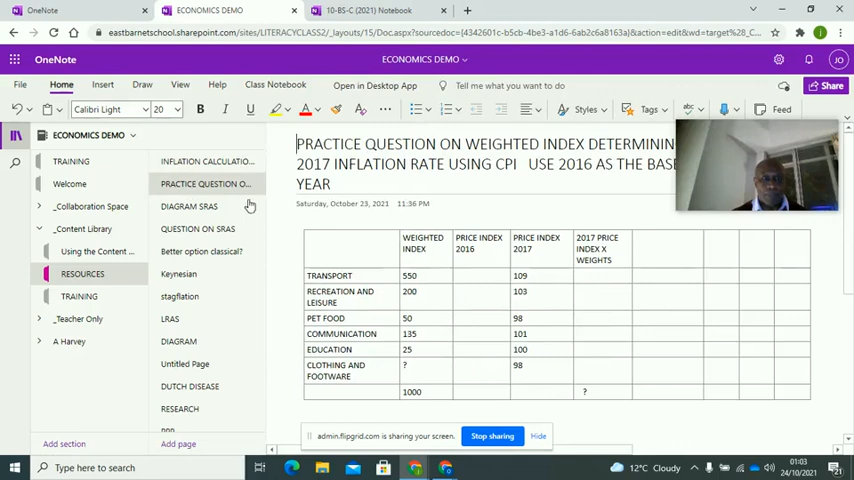 OneNote
ECONOMICS DEMO
10-BS-C (2021) Notebook
eastbarnetschool.sharepoint.com/sites/LITERACYCLASS2/_layouts/15/Doc.aspx?sourcedoc={4342601c-b5cb-4be3-a1d6-6ab2c6a8163a}&action=edit&wd=target%28_C...
OneNote
ECONOMICS DEMO
JO
File Home Insert Draw View Help Class Notebook Open in Desktop App Tell me what you want to do Share
Calibri Light 20 B I U A Styles Tags Feed
ECONOMICS DEMO
TRAINING
Welcome
_Collaboration Space
_Content Library
Using the Content ...
RESOURCES
TRAINING
_Teacher Only
A Harvey
Add section
INFLATION CALCULATIO...
PRACTICE QUESTION O...
DIAGRAM SRAS
QUESTION ON SRAS
Better option classical?
Keynesian
stagflation
LRAS
DIAGRAM
Untitled Page
DUTCH DISEASE
RESEARCH
Add page
PRACTICE QUESTION ON WEIGHTED INDEX DETERMININ
2017 INFLATION RATE USING CPI USE 2016 AS THE BASE
YEAR
Saturday, October 23, 2021 11:36 PM
WEIGHTED INDEX PRICE INDEX 2016 PRICE INDEX 2017 2017 PRICE INDEX X WEIGHTS
TRANSPORT 550 109
RECREATION AND LEISURE 200 103
PET FOOD 50 98
COMMUNICATION 135 101
EDUCATION 25 100
CLOTHING AND FOOTWARE ? 98
1000 ?
admin.flipgrid.com is sharing your screen. Stop sharing Hide
Type here to search
12°C Cloudy
01:03
24/10/2021
21